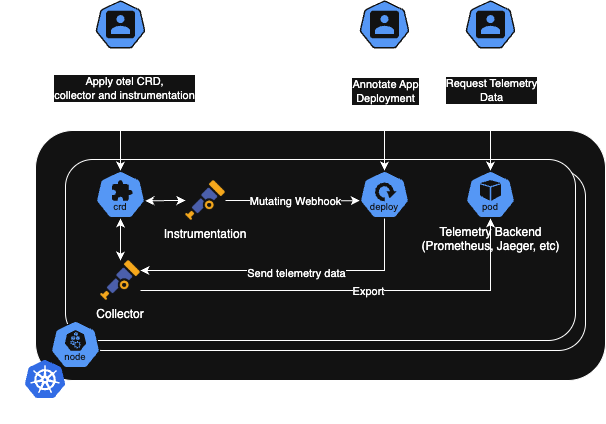 Apply otel CRD,
collector and instrumentation
Annotate App
Deployment
Request Telemetry
Data
crd
Instrumentation
Mutating Webhook
deploy
pod
Telemetry Backend
(Prometheus, Jaeger, etc)
Send telemetry data
Export
Collector
node